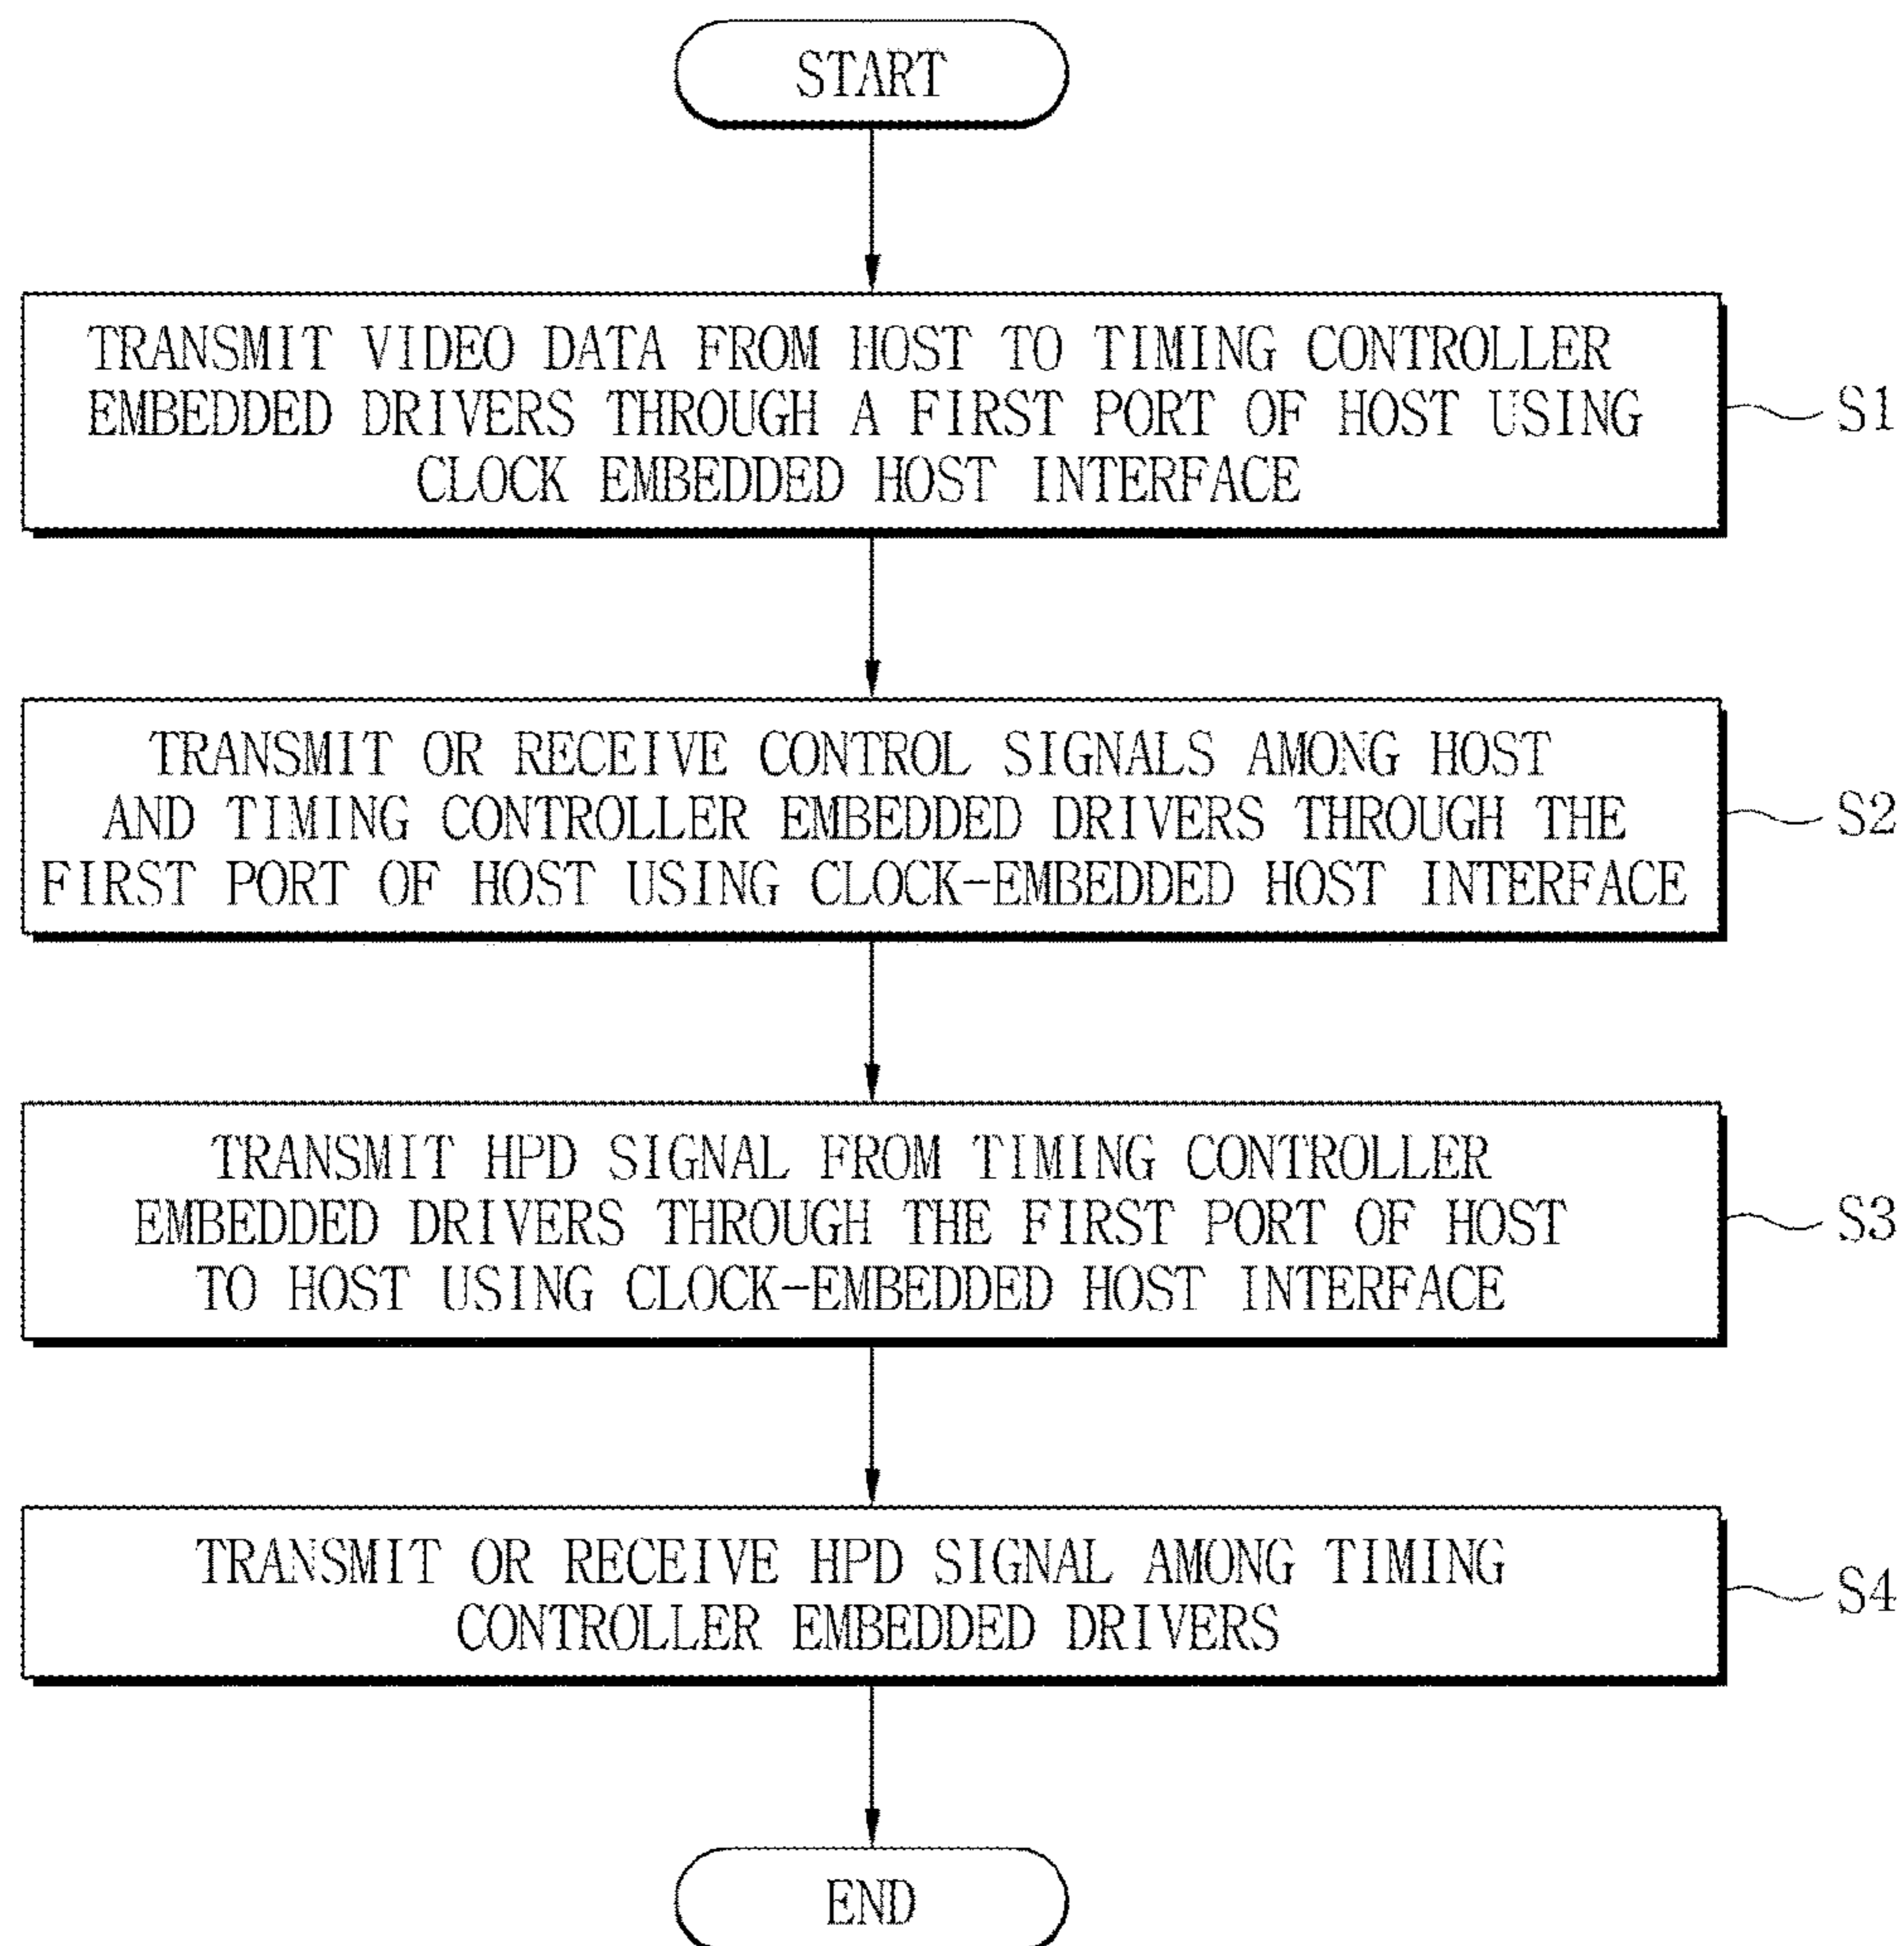 START
TRANSMIT VIDEO DATA FROM HOST TO TIMING CONTROLLER
EMBEDDED DRIVERS THROUGH A FIRST PORT OF HOST USING
CLOCK EMBEDDED HOST INTERFACE
S1
TRANSMIT OR RECEIVE CONTROL SIGNALS AMONG HOST
AND TIMING CONTROLLER EMBEDDED DRIVERS THROUGH THE
FIRST PORT OF HOST USING CLOCK-EMBEDDED HOST INTERFACE
S2
TRANSMIT HPD SIGNAL FROM TIMING CONTROLLER
EMBEDDED DRIVERS THROUGH THE FIRST PORT OF HOST
TO HOST USING CLOCK-EMBEDDED HOST INTERFACE
S3
TRANSMIT OR RECEIVE HPD SIGNAL AMONG TIMING
CONTROLLER EMBEDDED DRIVERS
S4
END